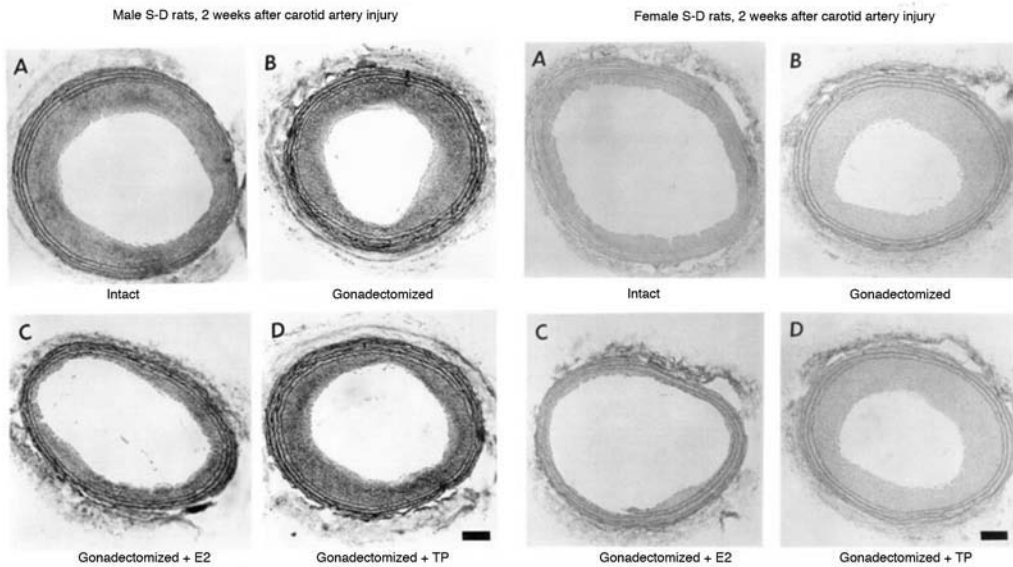 Male S-D rats, 2 weeks after carotid artery injury
Female S-D rats, 2 weeks after carotid artery injury
A
B
A
B
Intact
Gonadectomized
Intact
Gonadectomized
C
D
C
D
Gonadectomized + E2
Gonadectomized + TP
Gonadectomized + E2
Gonadectomized + TP